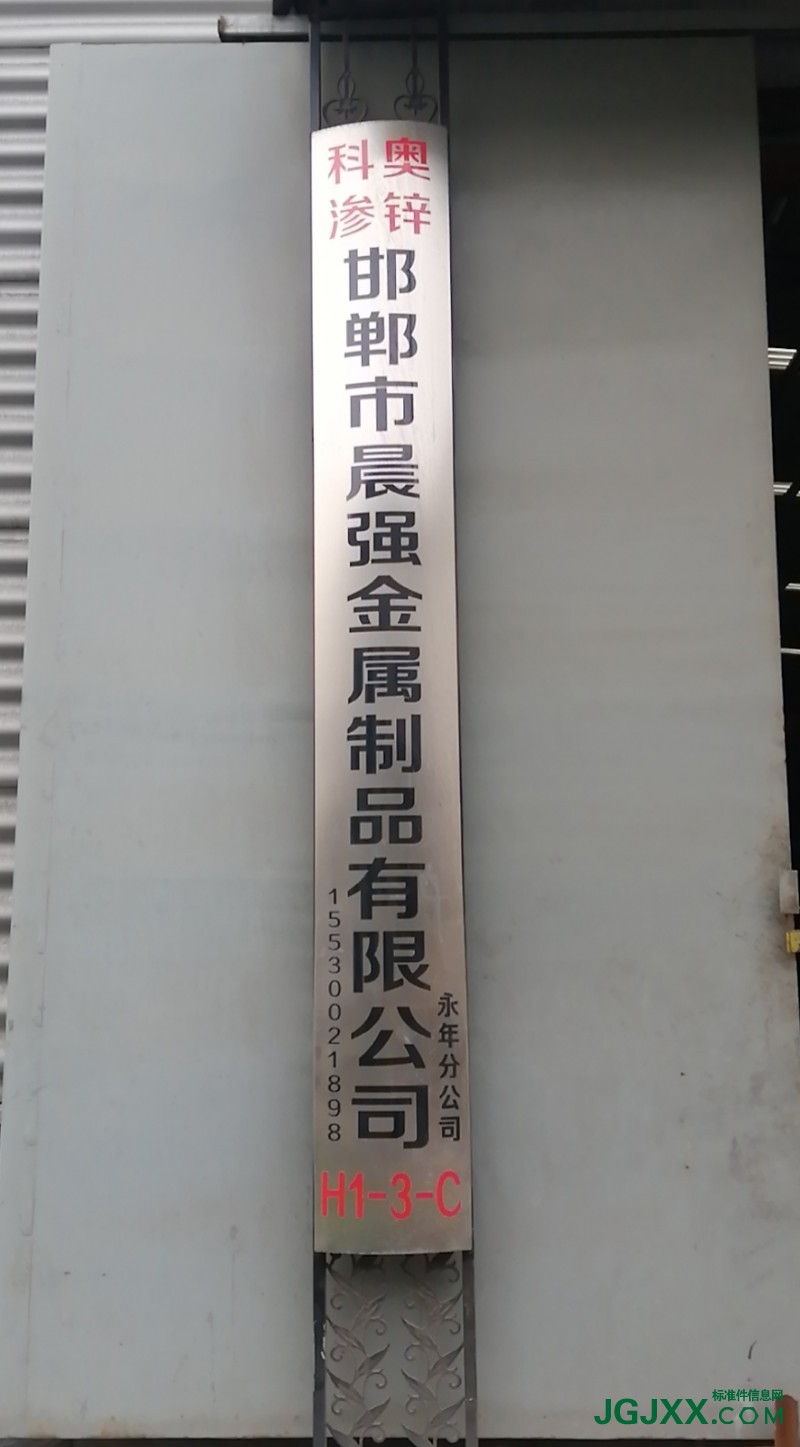 奥科
锌渗
邯郸市晨强金属制品有限公司
永年分公司
15530021898
H1-3-C
标准件信息网
JGJXX.COM